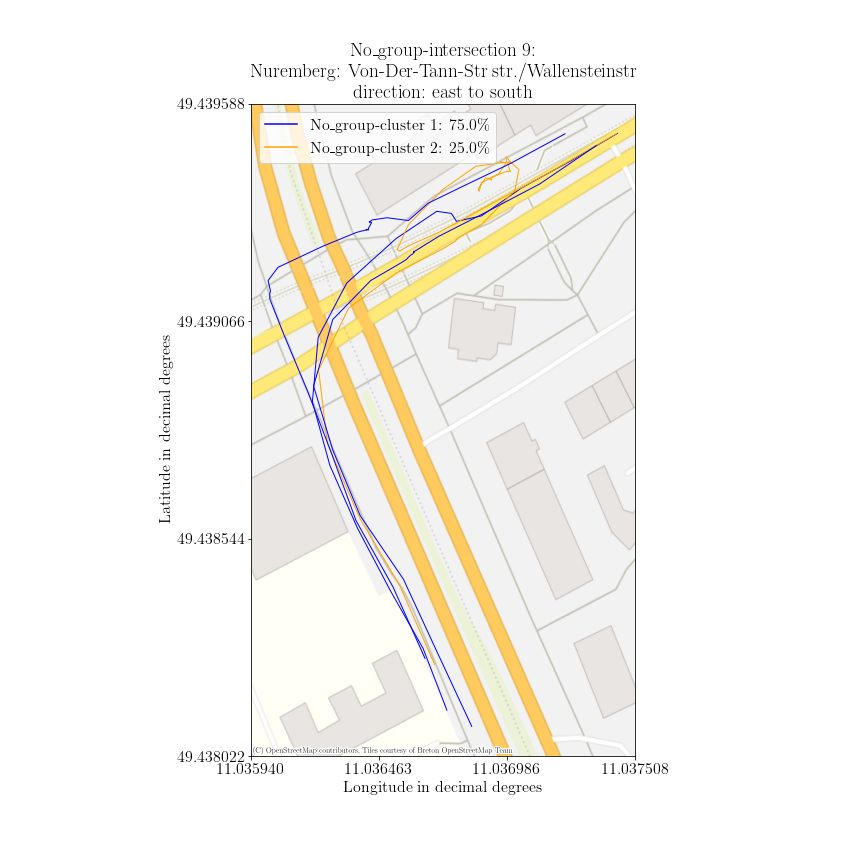 No_group-intersection 9:
Nuremberg: Von-Der-Tann-Str str./Wallensteinstr
direction: east to south
No_group-cluster 1: 75.0%
No_group-cluster 2: 25.0%
49.439588
49.439066
49.438544
49.438022
Latitude in decimal degrees
(C) OpenStreetMap contributors, Tiles courtesy of Breton OpenStreetMap Team
11.035940 11.036463 11.036986 11.037508
Longitude in decimal degrees